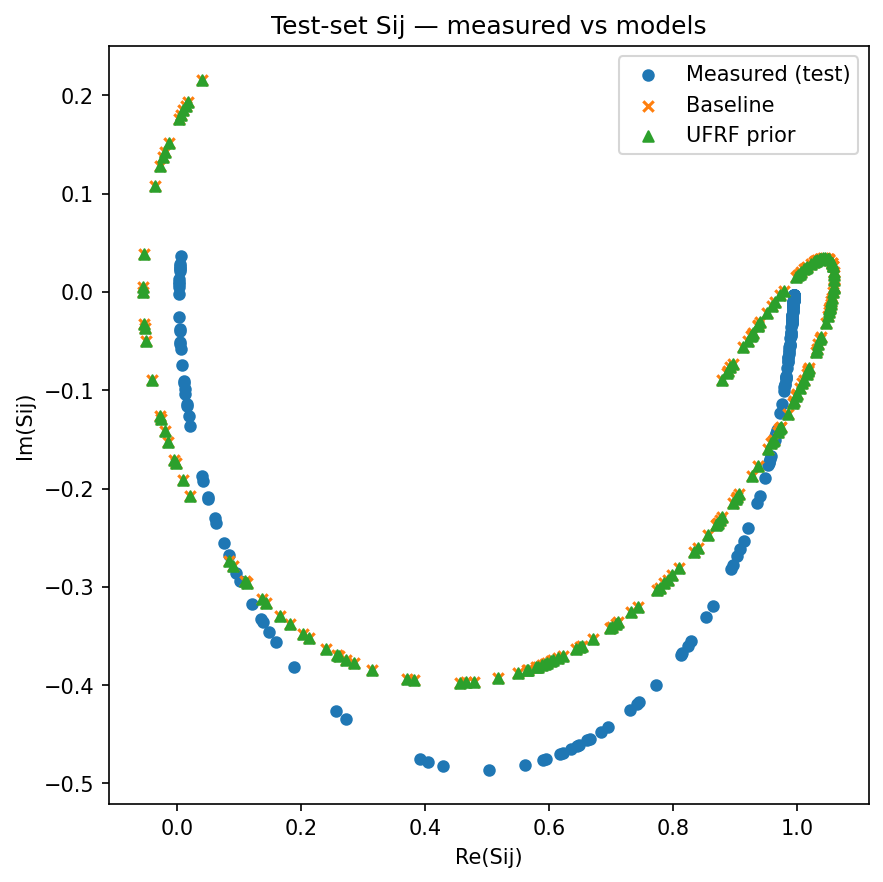 Test-set Sij — measured vs models
Measured (test)
Baseline
UFRF prior
0.2
0.1
0.0
−0.1
−0.2
−0.3
−0.4
−0.5
Im(Sij)
0.0 0.2 0.4 0.6 0.8 1.0
Re(Sij)